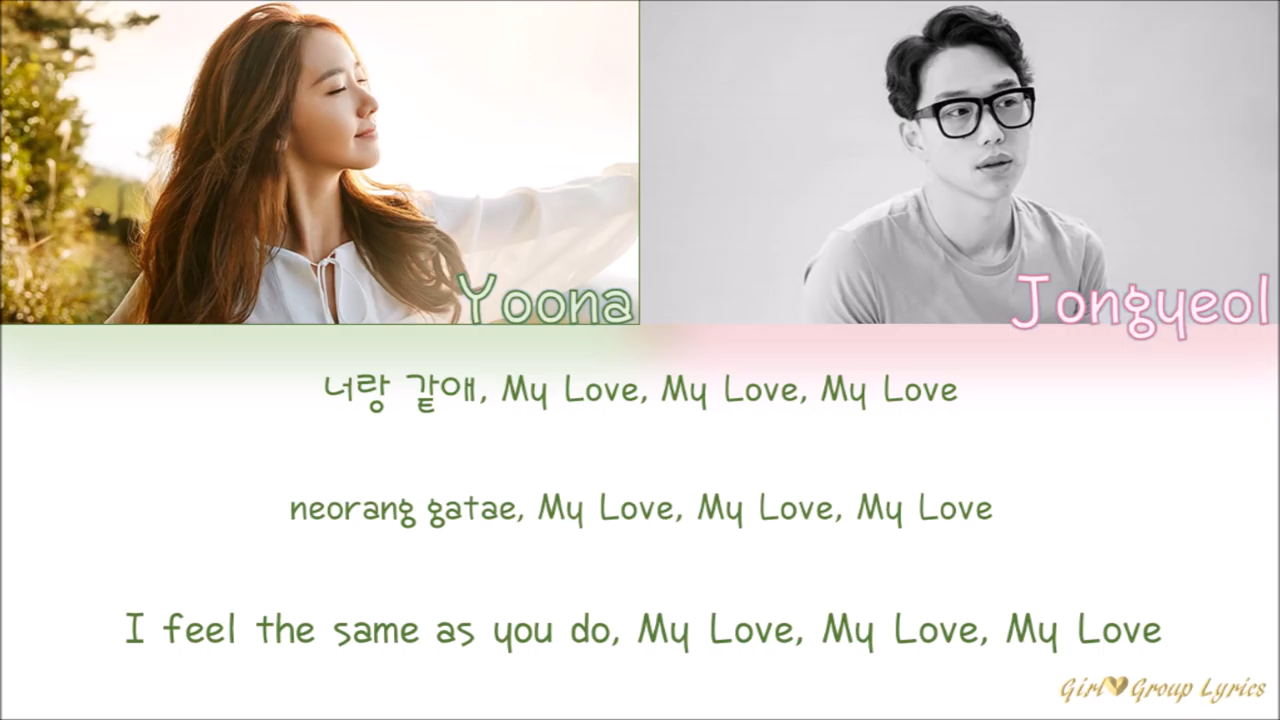 Yoona
Jongyeol
너랑 같애, My Love, My Love, My Love
neorang gatae, My Love, My Love, My Love
I feel the same as you do, My Love, My Love, My Love
Girl Group Lyrics